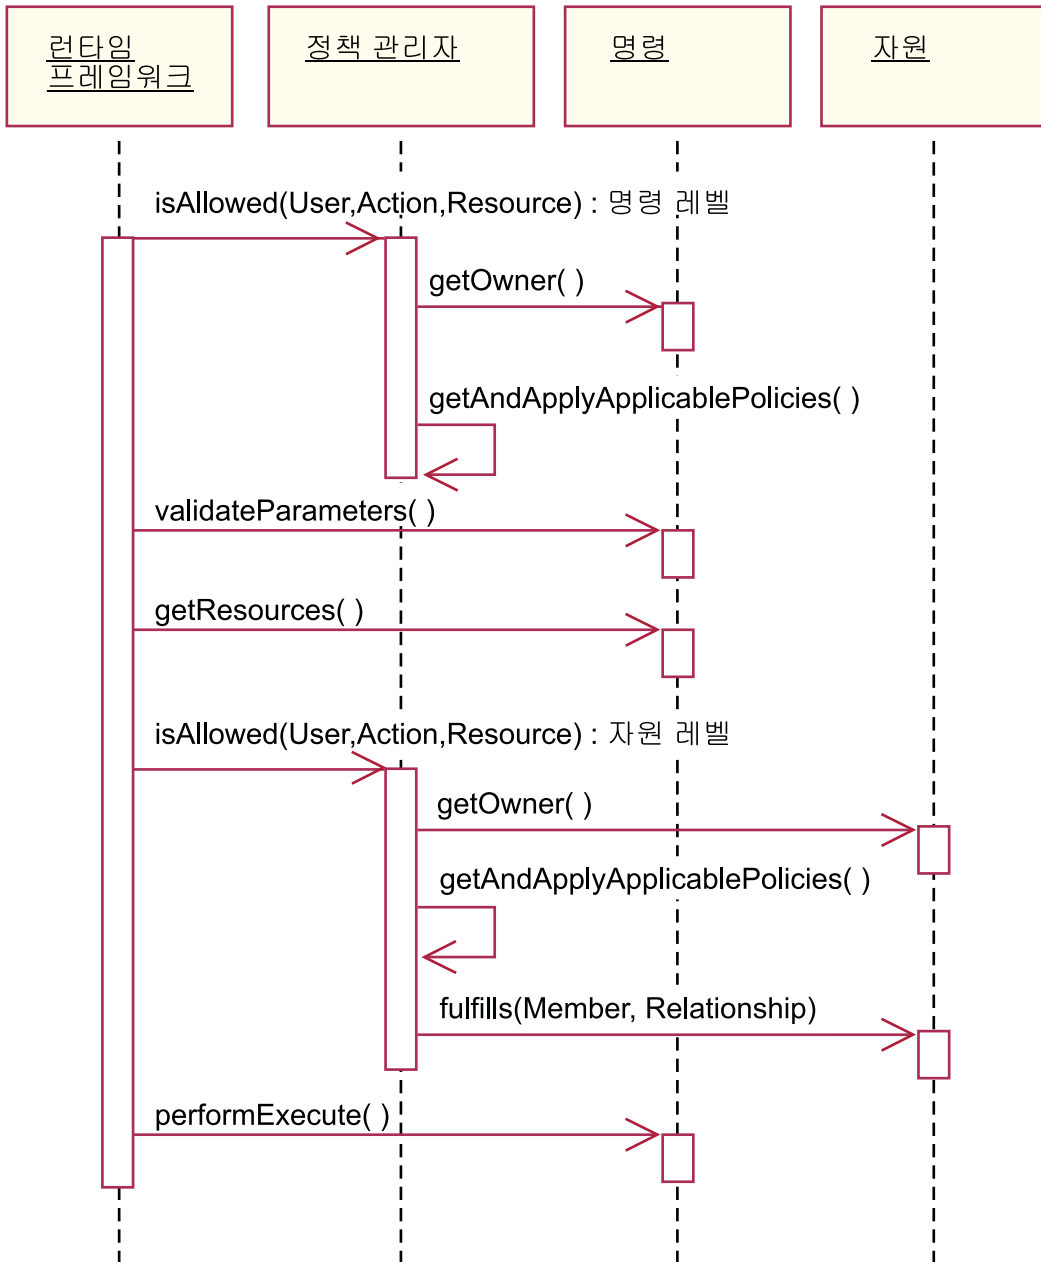 런타임
프레임워크
정책 관리자
명령
자원
isAllowed(User,Action,Resource) : 명령 레벨
getOwner( )
getAndApplyApplicablePolicies( )
validateParameters( )
getResources( )
isAllowed(User,Action,Resource) : 자원 레벨
getOwner( )
getAndApplyApplicablePolicies( )
fulfills(Member, Relationship)
performExecute( )